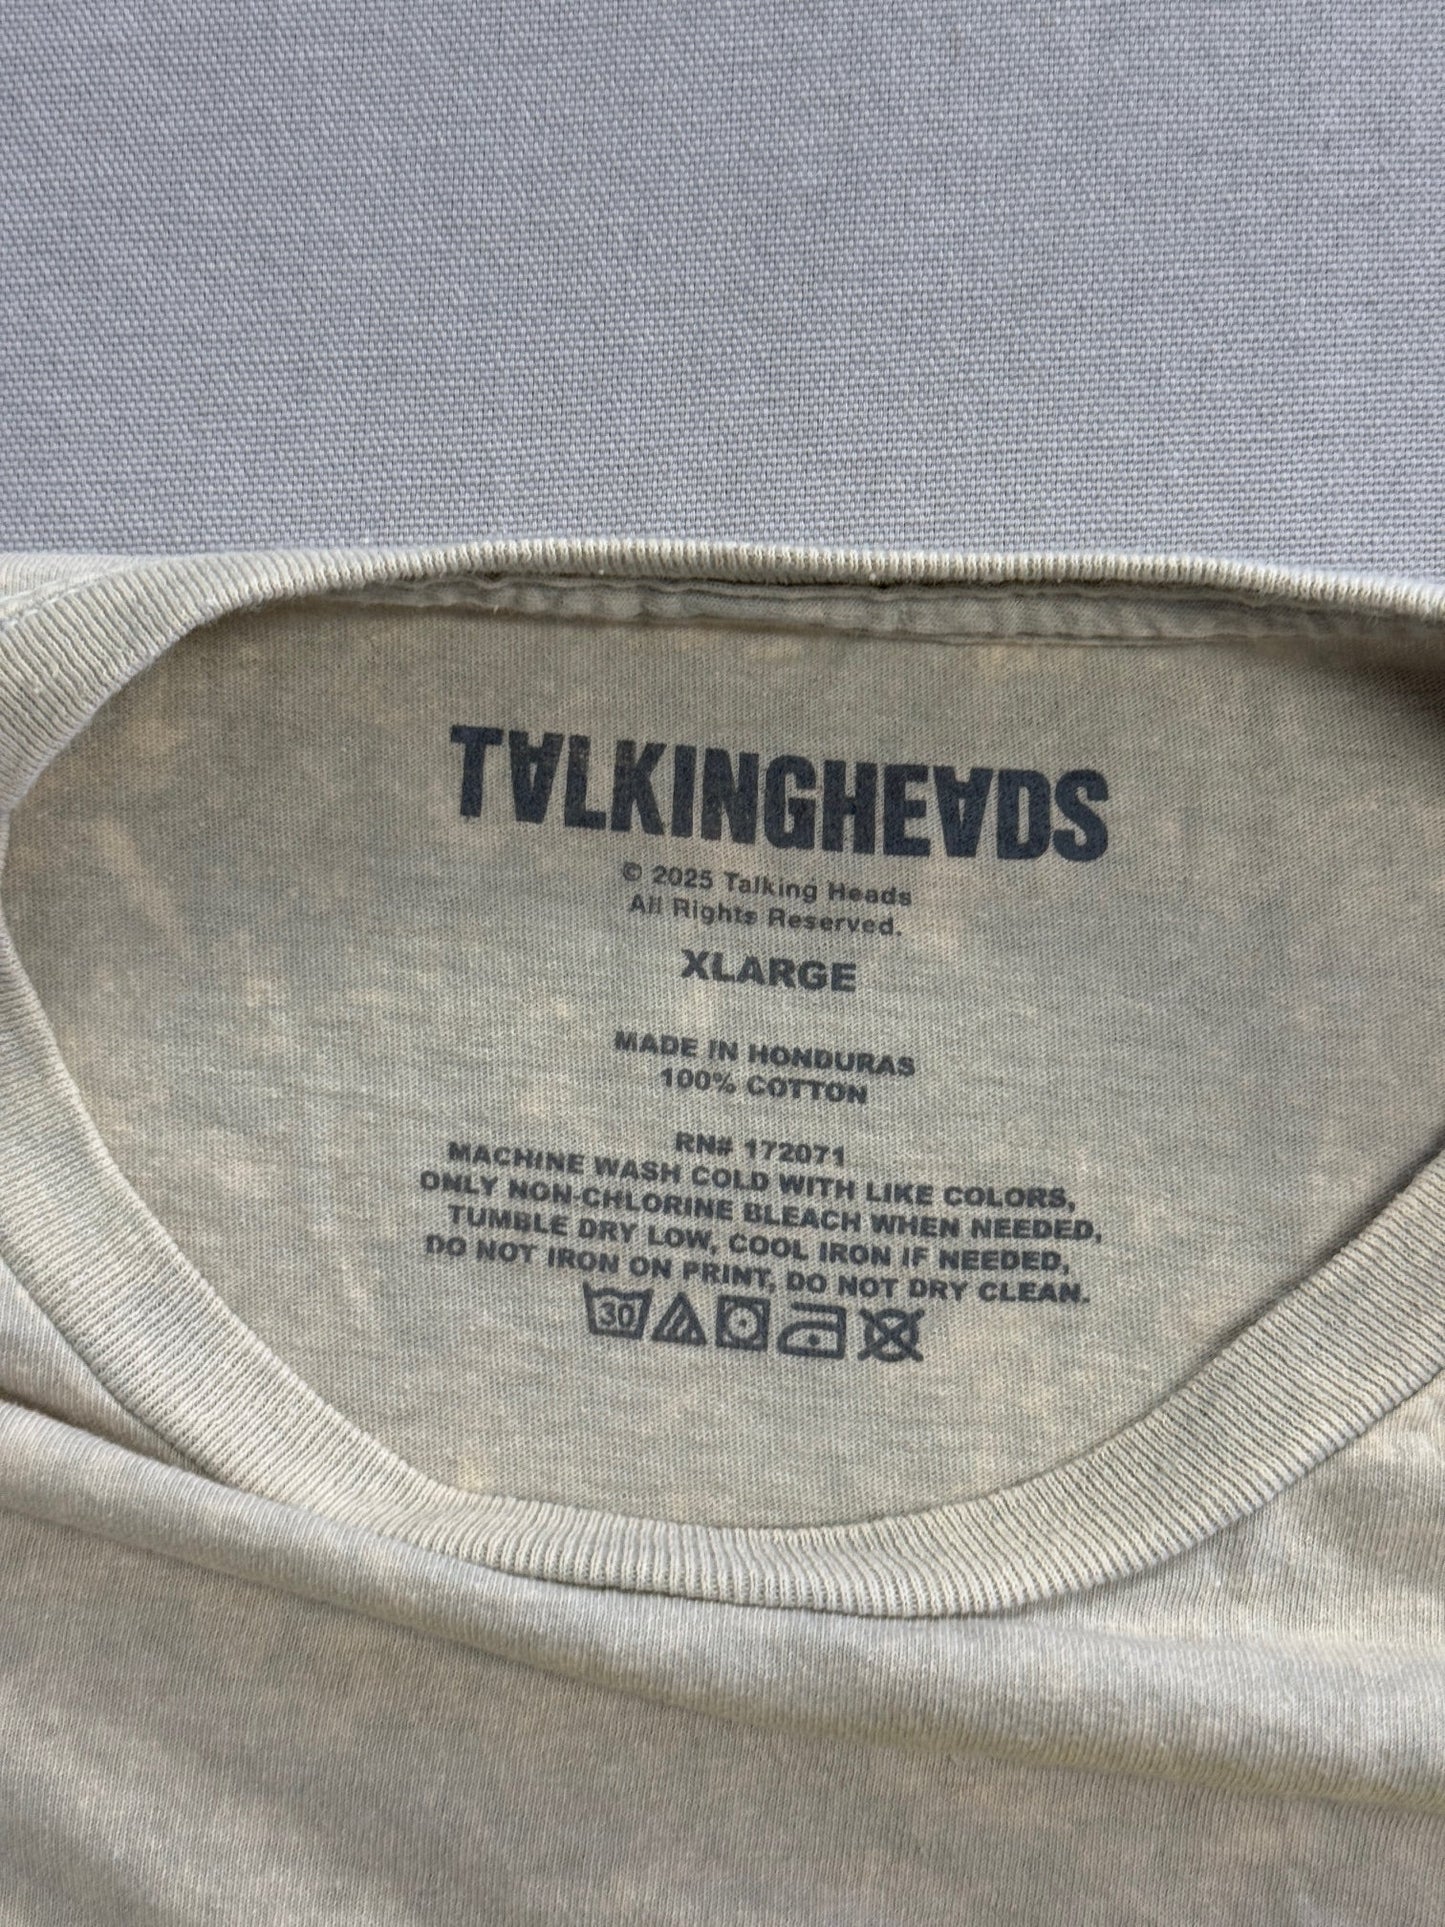 TALKINGHEADS
© 2025 Talking Heads
All Rights Reserved.
XLARGE
MADE IN HONDURAS
100% COTTON
RN# 172071
MACHINE WASH COLD WITH LIKE COLORS,
ONLY NON-CHLORINE BLEACH WHEN NEEDED,
TUMBLE DRY LOW, COOL IRON IF NEEDED,
DO NOT IRON ON PRINT, DO NOT DRY CLEAN.
30